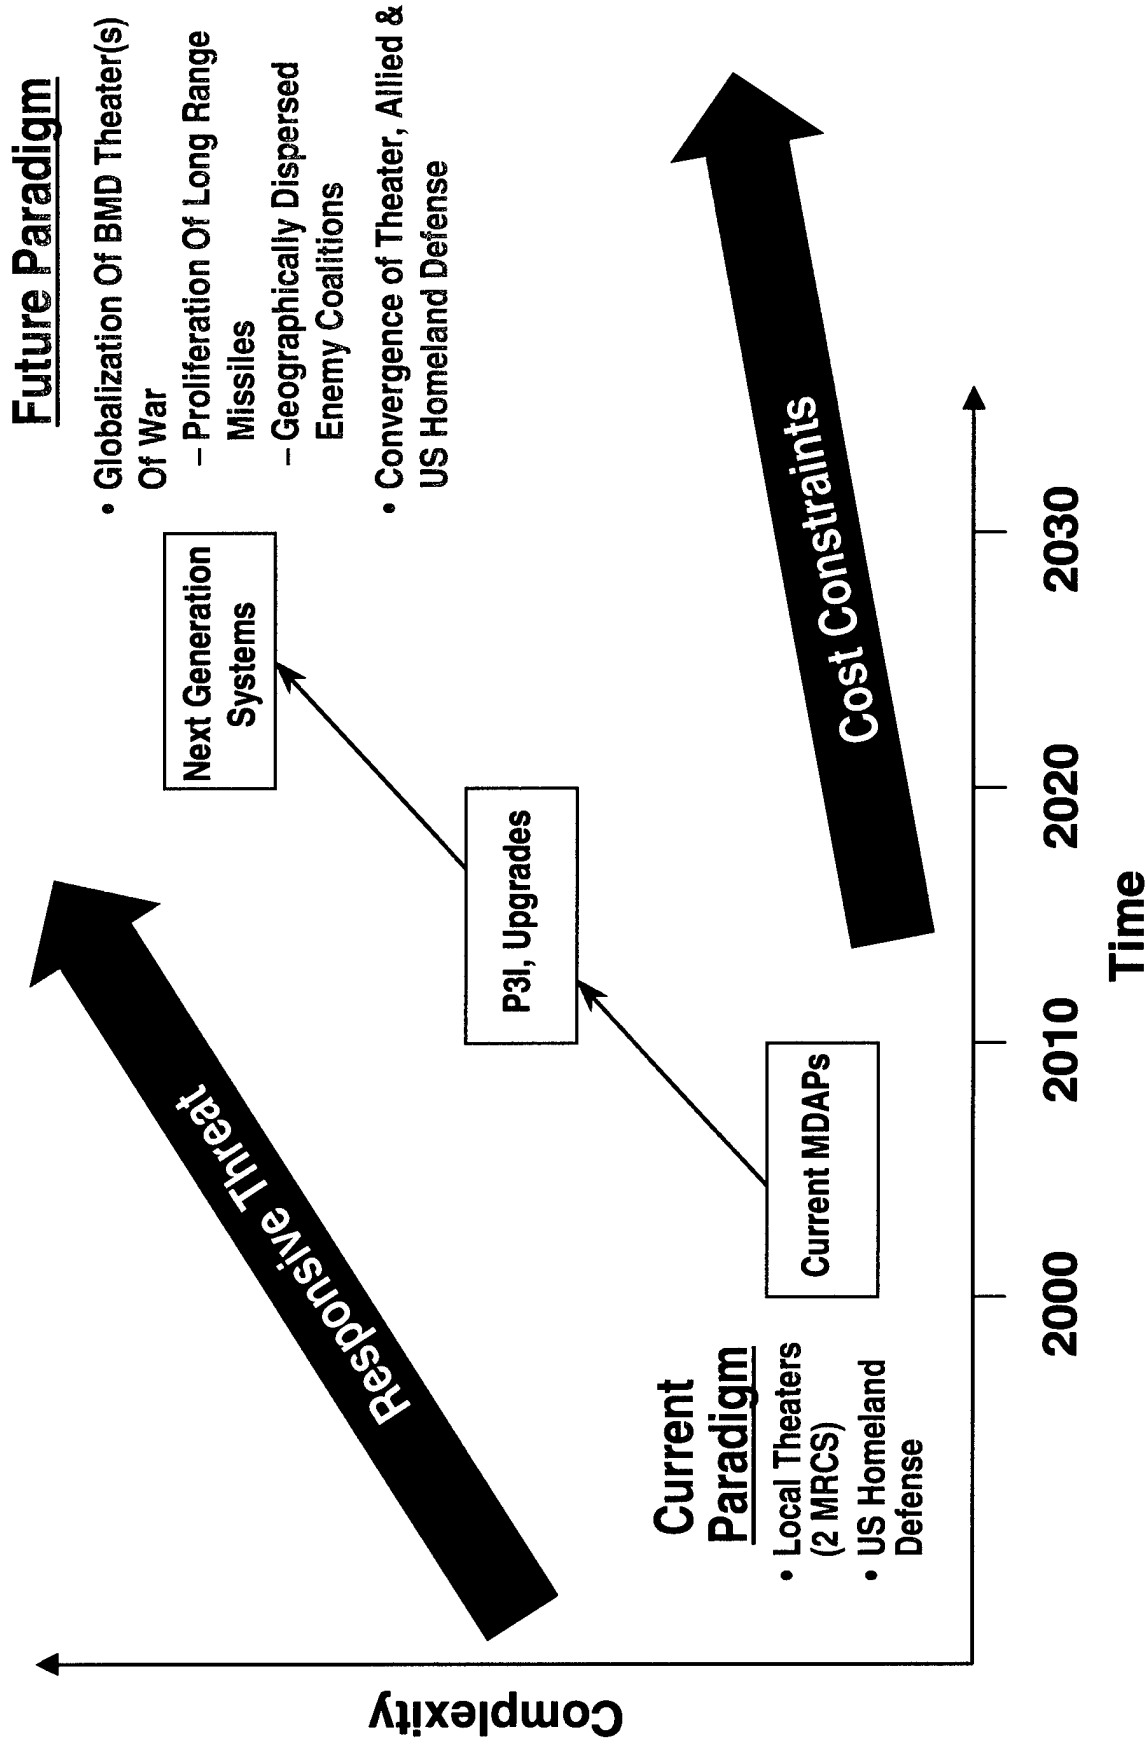 Future Paradigm
• Globalization Of BMD Theater(s)
Of War
– Proliferation Of Long Range
Missiles
– Geographically Dispersed
Enemy Coalitions
• Convergence of Theater, Allied &
US Homeland Defense
Responsive Threat
Next Generation
Systems
P3I, Upgrades
Current MDAPs
Current
Paradigm
• Local Theaters
(2 MRCS)
• US Homeland
Defense
Cost Constraints
Complexity
2000
2010
2020
2030
Time